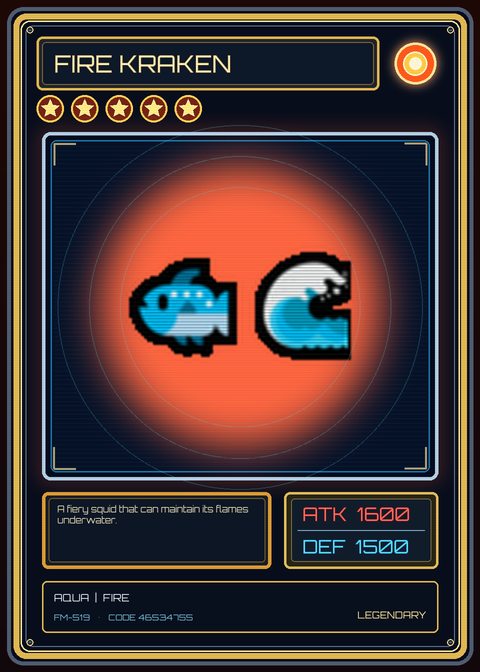 FIRE KRAKEN
A fiery squid that can maintain its flames
underwater.
ATK 1600
DEF 1500
AQUA | FIRE
FM-519 · CODE 46534755
LEGENDARY